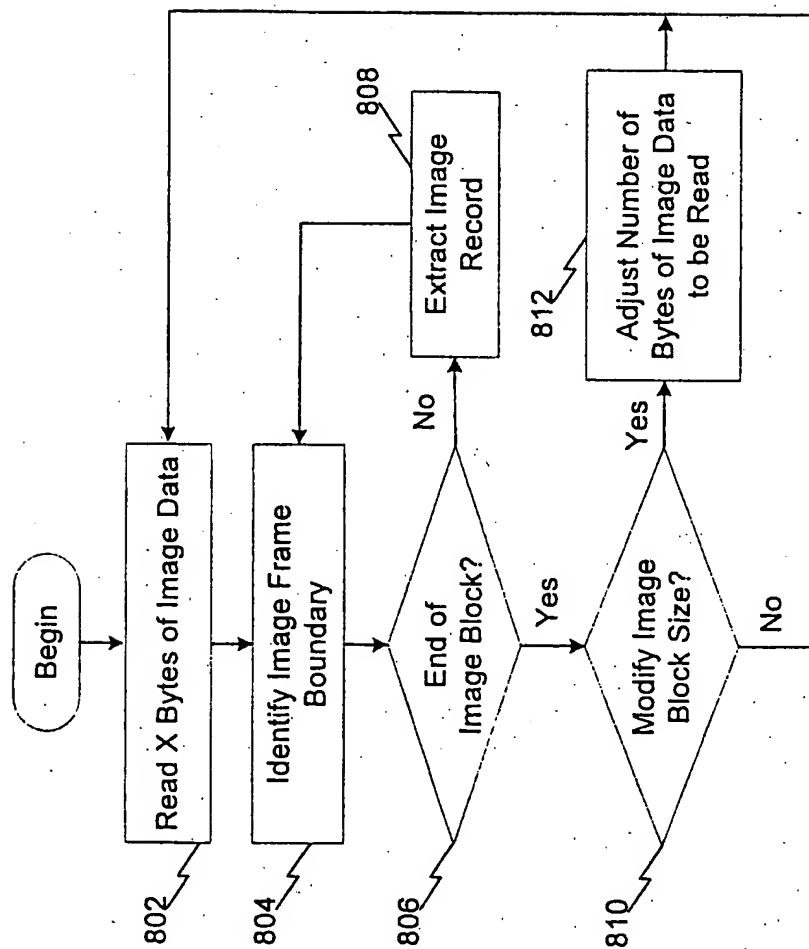 Begin
802
Read X Bytes of Image Data
804
Identify Image Frame
Boundary
806
End of
Image Block?
No
808
Extract Image
Record
Yes
810
Modify Image
Block Size?
Yes
812
Adjust Number of
Bytes of Image Data
to be Read
No